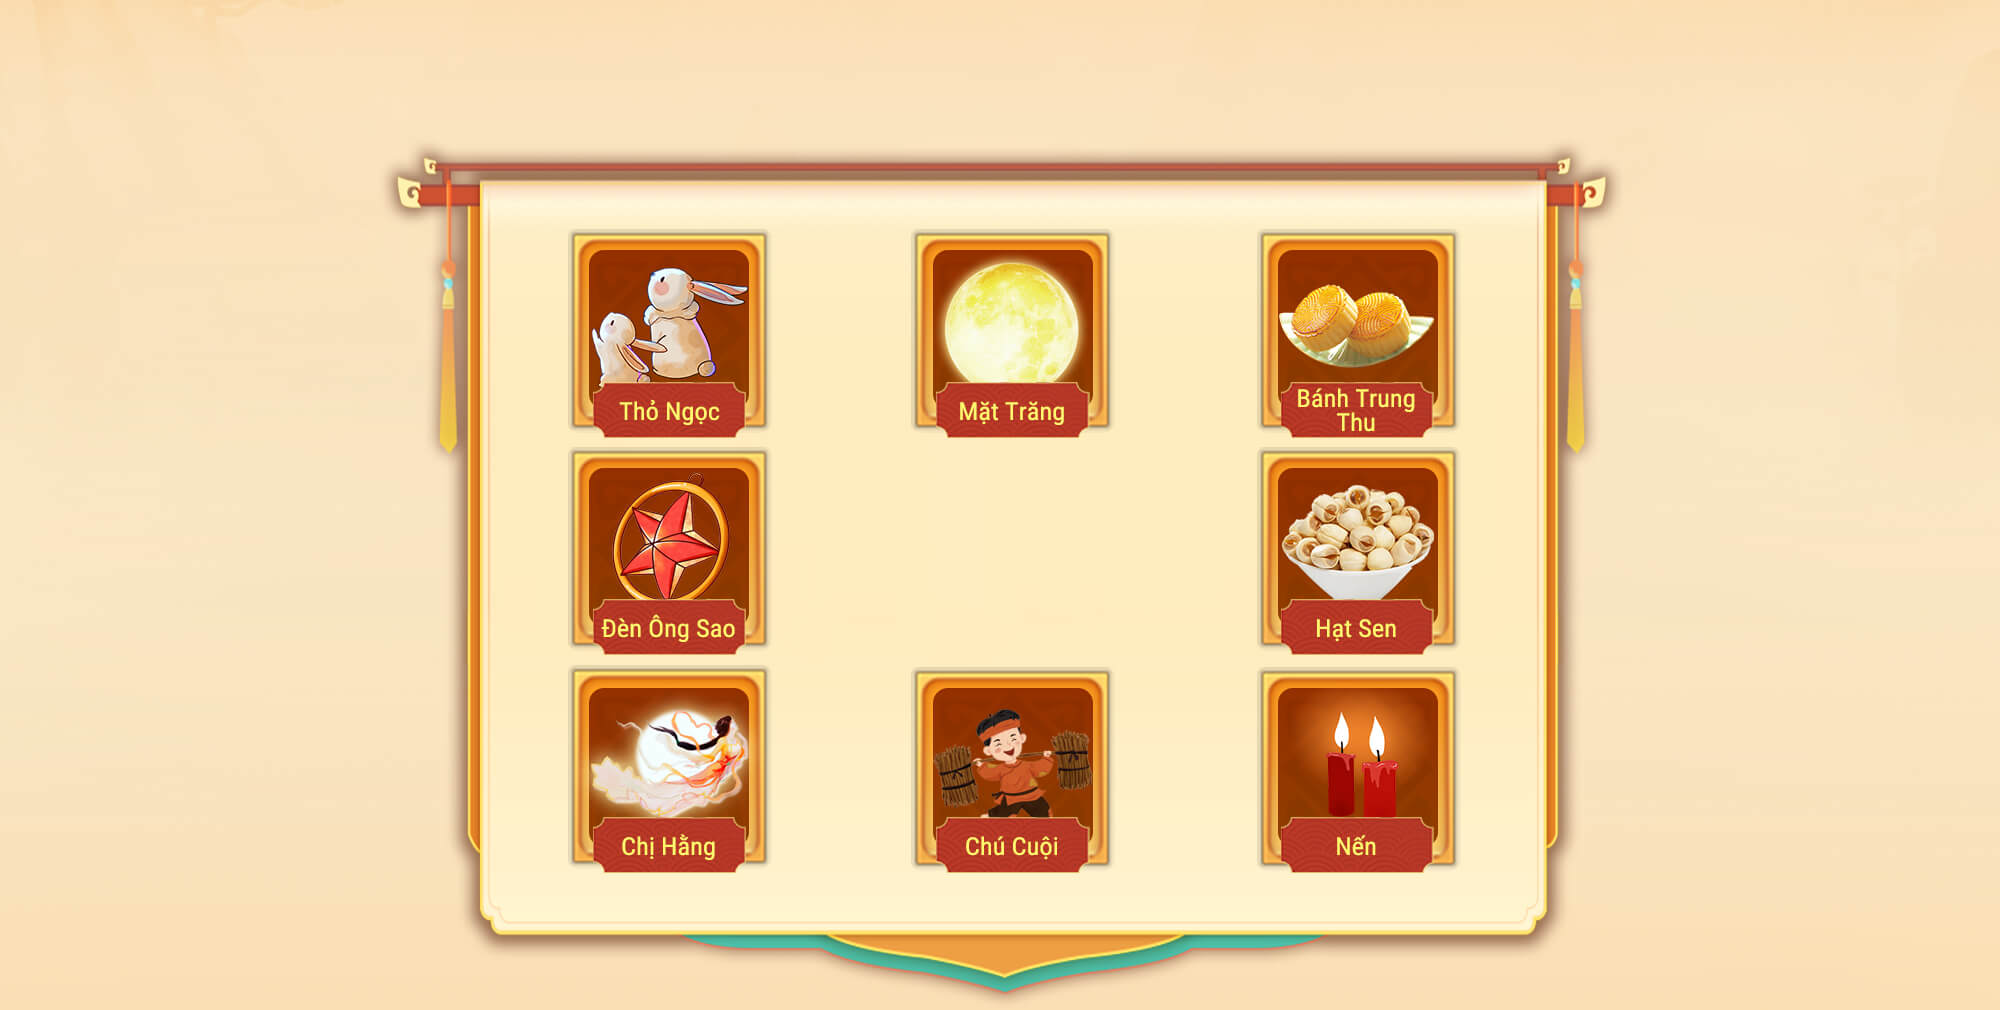 Thỏ Ngọc
Mặt Trăng
Bánh Trung
Thu
Đèn Ông Sao
Hạt Sen
Chị Hằng
Chú Cuội
Nến